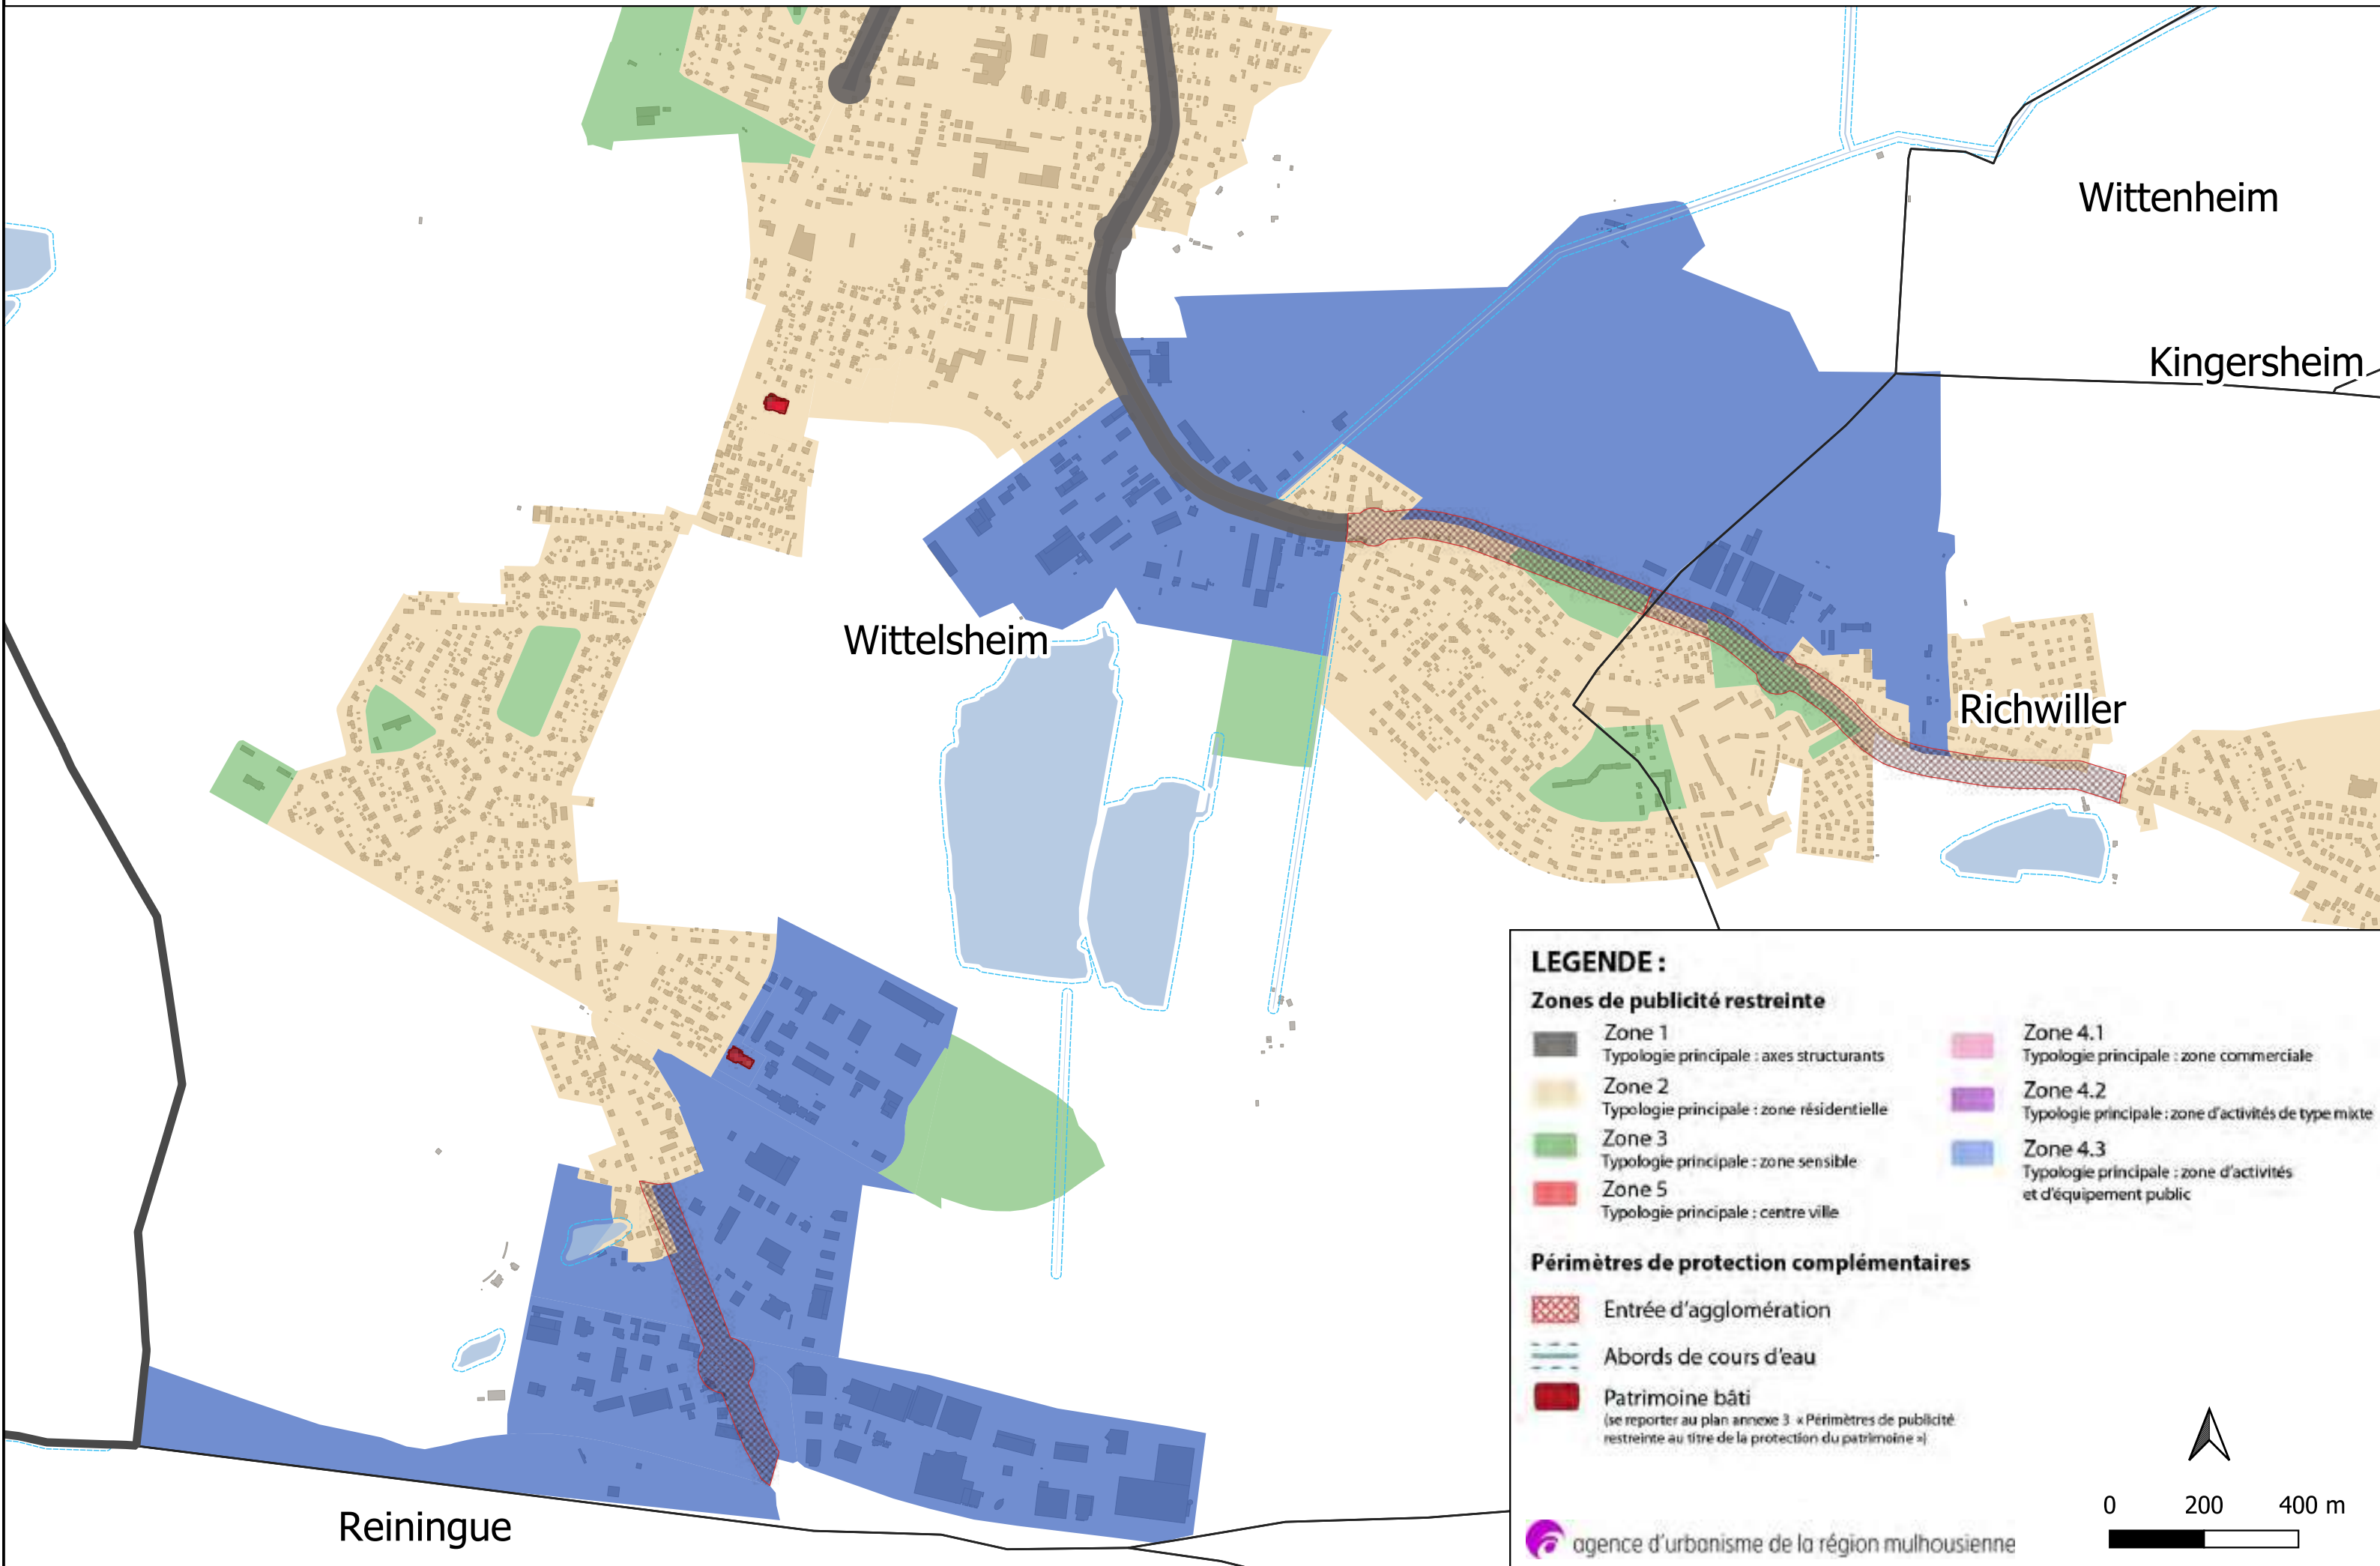 Wittenheim
Kingersheim
Wittelsheim
Richwiller
Reiningue
LEGENDE :
Zones de publicité restreinte
Zone 1
Typologie principale : axes structurants
Zone 2
Typologie principale : zone résidentielle
Zone 3
Typologie principale : zone sensible
Zone 5
Typologie principale : centre ville
Zone 4.1
Typologie principale : zone commerciale
Zone 4.2
Typologie principale : zone d'activités de type mixte
Zone 4.3
Typologie principale : zone d'activités
et d'équipement public
Périmètres de protection complémentaires
Entrée d'agglomération
Abords de cours d'eau
Patrimoine bâti
(se reporter au plan annexe 3 « Périmètres de publicité
restreinte au titre de la protection du patrimoine »)
0 200 400 m
agence d'urbanisme de la région mulhousienne